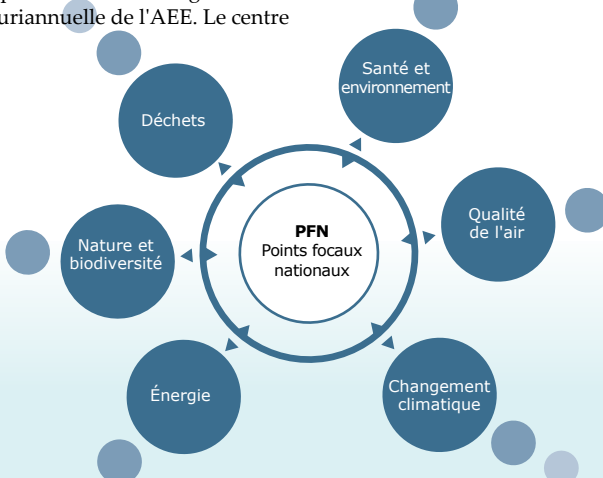 uriannuelle de l'AEE. Le centre
Santé et
environnement
Déchets
Qualité
de l'air
PFN
Points focaux
nationaux
Nature et
biodiversité
Énergie
Changement
climatique